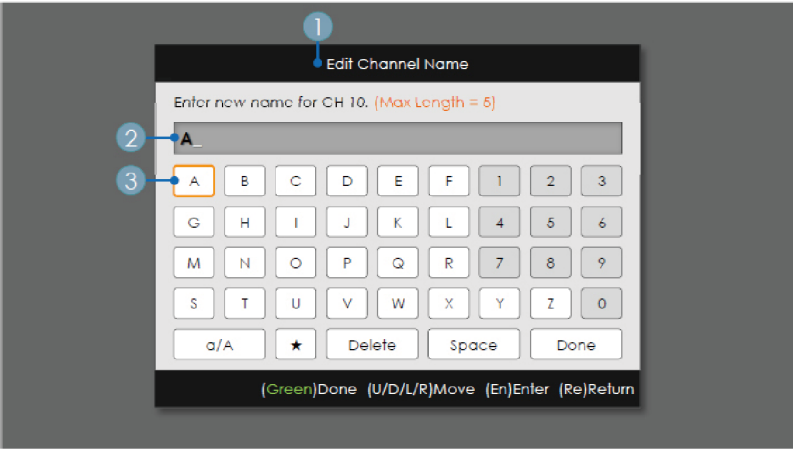 1
Edit Channel Name
Enter new name for CH 10. (Max Length = 5)
2 A_
3 A B C D E F 1 2 3
G H I J K L 4 5 6
M N O P Q R 7 8 9
S T U V W X Y Z 0
a/A ★ Delete Space Done
(Green)Done (U/D/L/R)Move (En)Enter (Re)Return